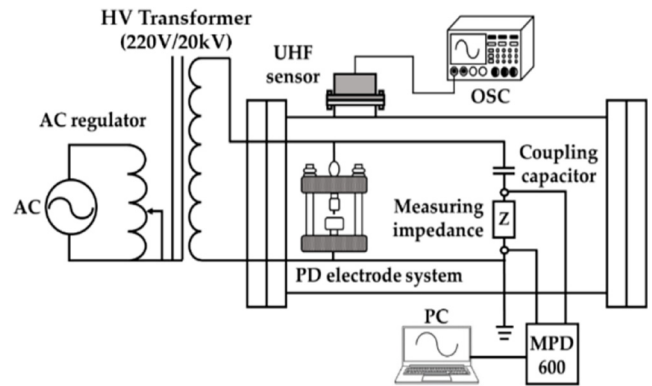 HV Transformer
(220V/20kV)
UHF
sensor
OSC
AC regulator
AC
Coupling
capacitor
Measuring
impedance
Z
PD electrode system
PC
MPD
600